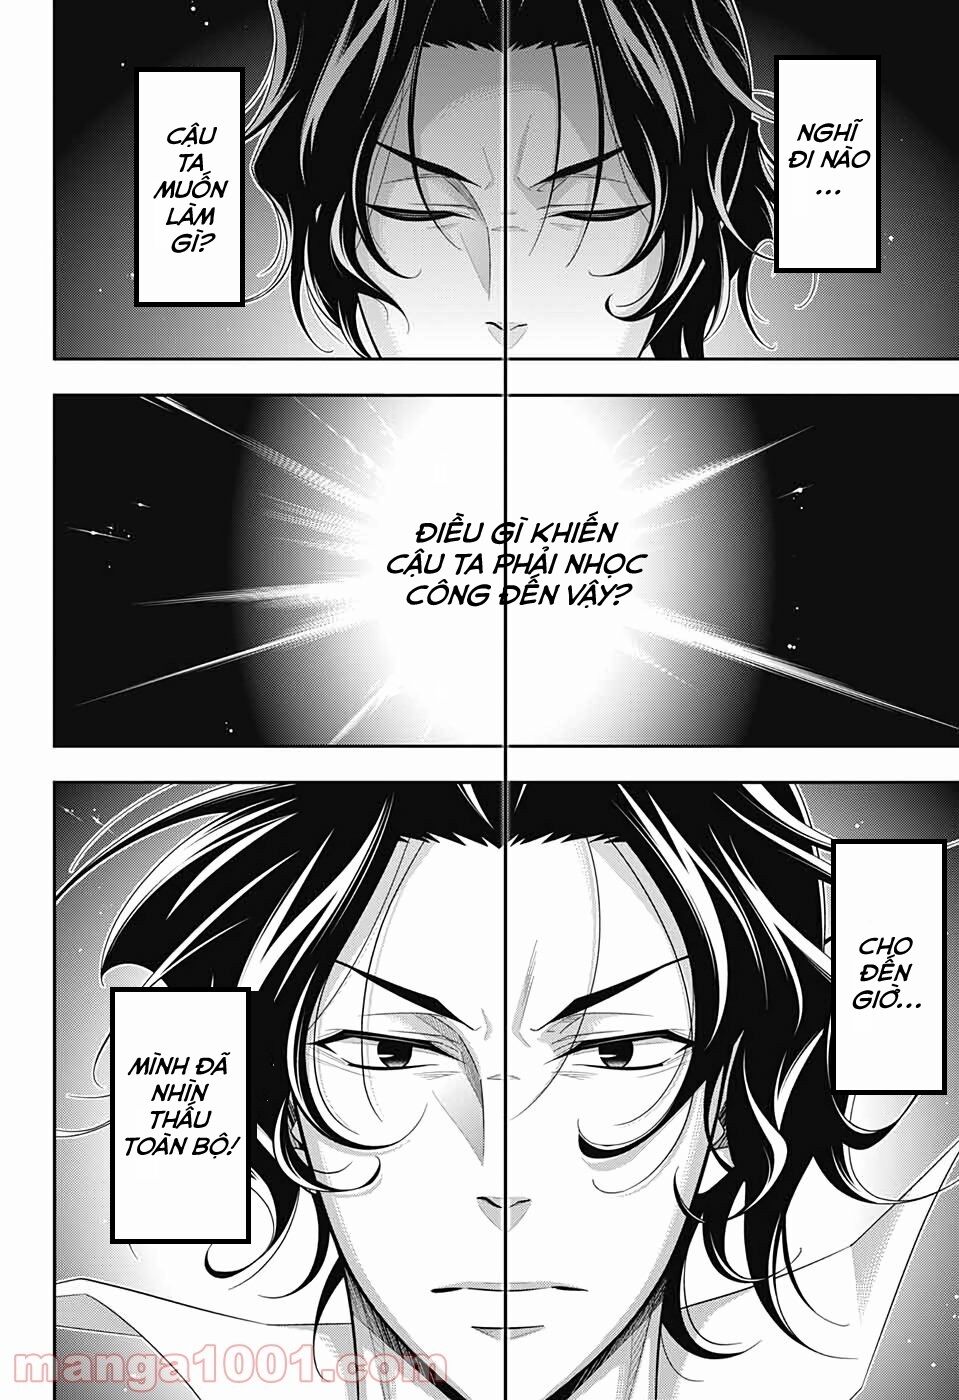 NGHĨ
ĐI NÀO
...
CẬU
TA
MUỐN
LÀM
GÌ?
ĐIỀU GÌ KHIẾN
CẬU TA PHẢI NHỌC
CÔNG ĐẾN VẬY?
CHO
ĐẾN
GIỜ...
MÌNH ĐÃ
NHÌN
THẤU
TOÀN BỘ!
manga1001.com